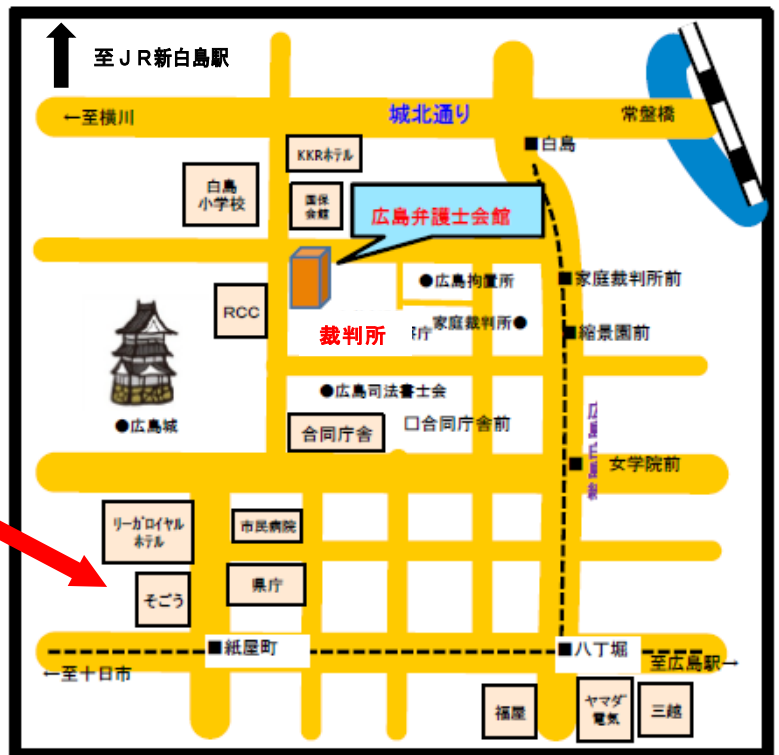 至ＪＲ新白島駅
←至横川
城北通り
常盤橋
■白島
KKRホテル
白島
小学校
国保
会館
広島弁護士会館
●広島拘置所
■家庭裁判所前
RCC
裁判所
庁
家庭裁判所●
■縮景園前
●広島司法書士会
●広島城
合同庁舎
□合同庁舎前
広島白島線
■ 女学院前
リーガロイヤル
ホテル
市民病院
そごう
県庁
■紙屋町
■八丁堀
←至十日市
至広島駅→
福屋
ヤマダ
電気
三越